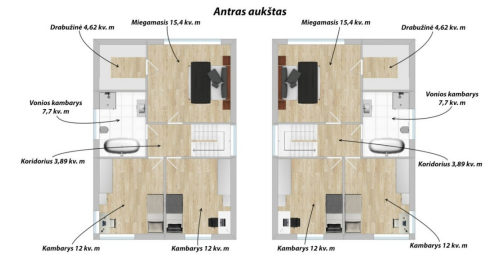 Antras aukštas
Drabužinė 4,62 kv. m
Miegamasis 15,4 kv. m
Miegamasis 15,4 kv. m
Drabužinė 4,62 kv. m
Vonios kambarys
7,7 kv. m
Vonios kambarys
7,7 kv. m
Koridorius 3,89 kv. m
Koridorius 3,89 kv. m
Kambarys 12 kv. m
Kambarys 12 kv. m
Kambarys 12 kv. m
Kambarys 12 kv. m